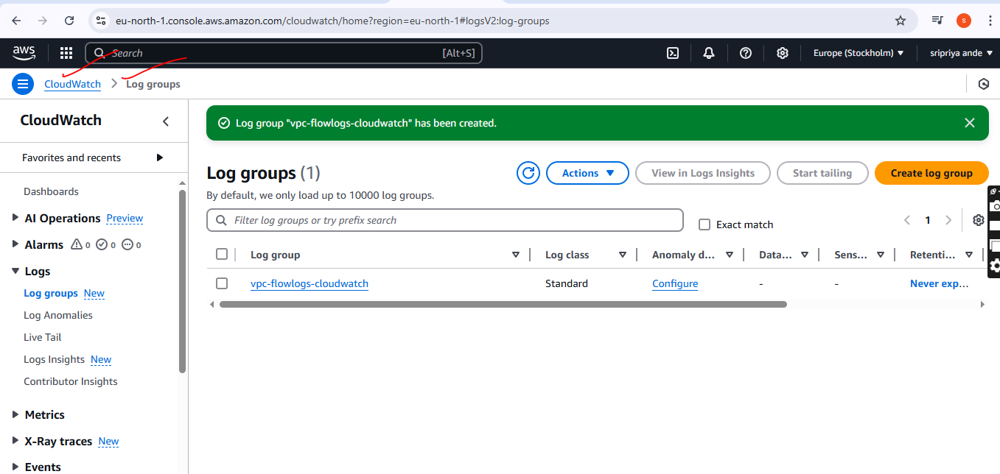 eu-north-1.console.aws.amazon.com/cloudwatch/home?region=eu-north-1#logsV2:log-groups
s
aws
Search [Alt+S]
Europe (Stockholm)
sripriya ande
CloudWatch
Log groups
CloudWatch
Favorites and recents
Dashboards
AI Operations Preview
Alarms 0 0 0
Logs
Log groups New
Log Anomalies
Live Tail
Logs Insights New
Contributor Insights
Metrics
X-Ray traces New
Events
Log group "vpc-flowlogs-cloudwatch" has been created.
Log groups (1)
Actions
View in Logs Insights
Start tailing
Create log group
By default, we only load up to 10000 log groups.
Filter log groups or try prefix search
Exact match
1
Log group Log class Anomaly d... Data... Sens... Retenti...
vpc-flowlogs-cloudwatch Standard Configure - - Never exp...